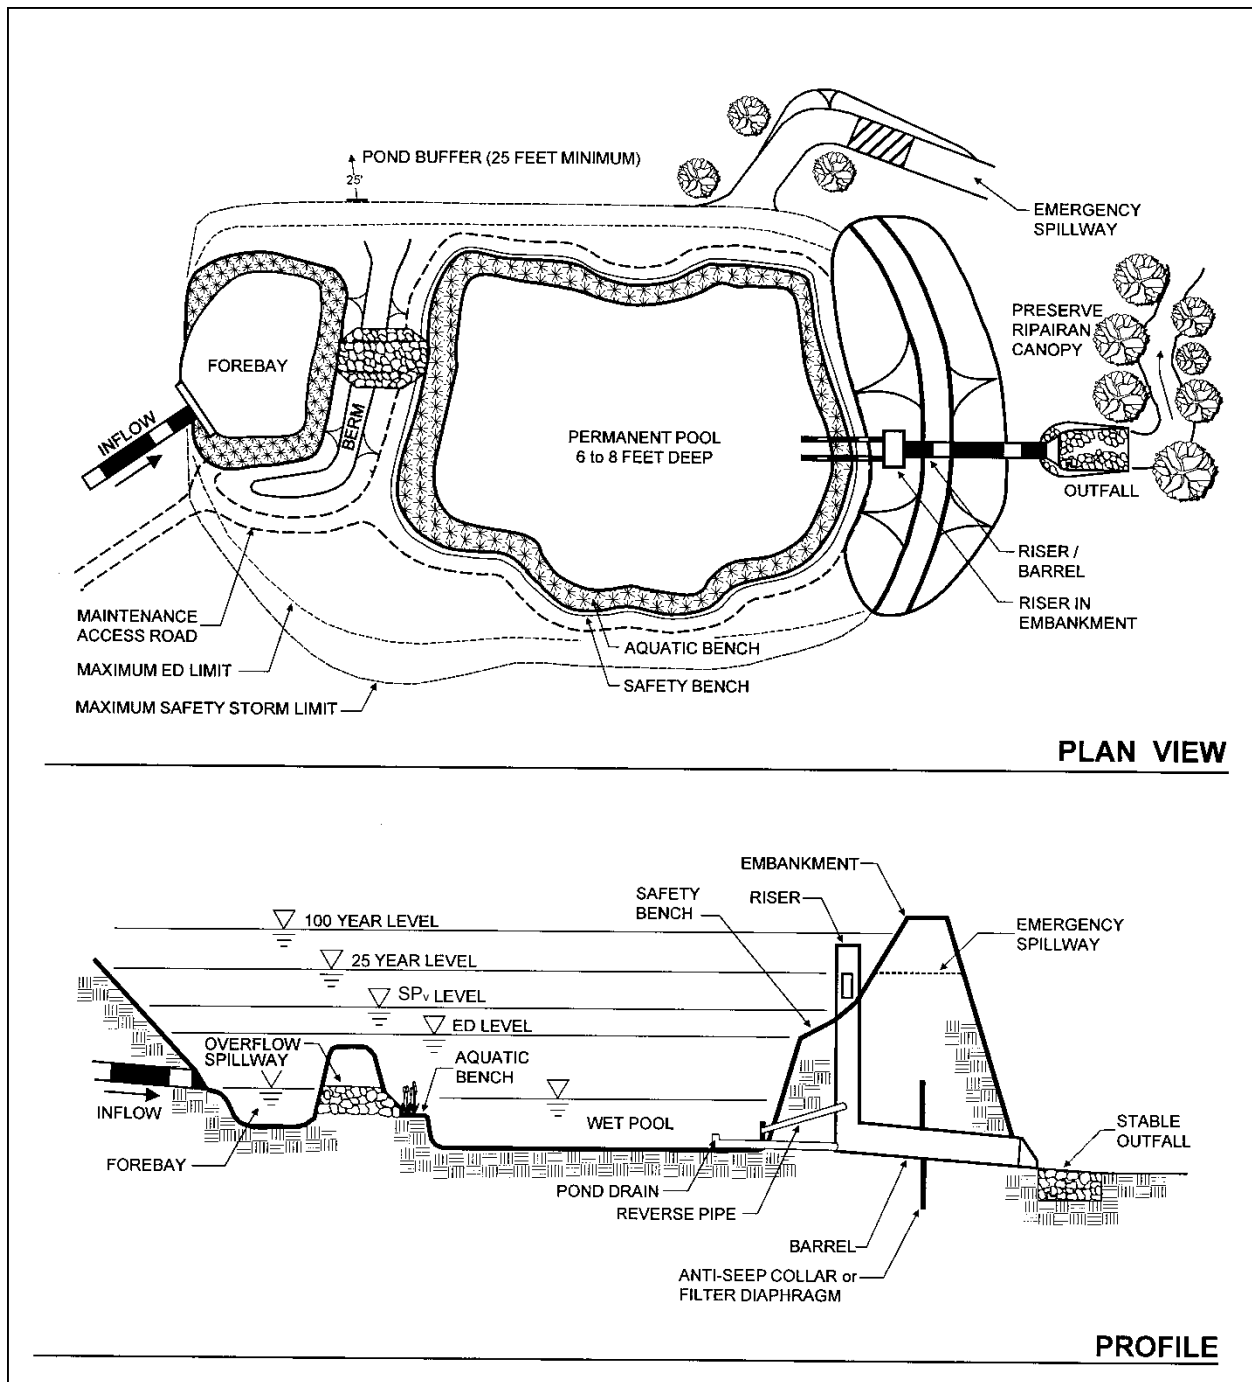 POND BUFFER (25 FEET MINIMUM)
25'
EMERGENCY
SPILLWAY
PRESERVE
RIPAIRAN
CANOPY
FOREBAY
INFLOW
BERM
PERMANENT POOL
6 to 8 FEET DEEP
OUTFALL
RISER /
BARREL
RISER IN
EMBANKMENT
MAINTENANCE
ACCESS ROAD
AQUATIC BENCH
MAXIMUM ED LIMIT
SAFETY BENCH
MAXIMUM SAFETY STORM LIMIT
PLAN VIEW
EMBANKMENT
SAFETY
BENCH
RISER
100 YEAR LEVEL
EMERGENCY
SPILLWAY
25 YEAR LEVEL
SPv LEVEL
ED LEVEL
OVERFLOW
SPILLWAY
AQUATIC
BENCH
INFLOW
WET POOL
STABLE
OUTFALL
FOREBAY
POND DRAIN
REVERSE PIPE
BARREL
ANTI-SEEP COLLAR or
FILTER DIAPHRAGM
PROFILE